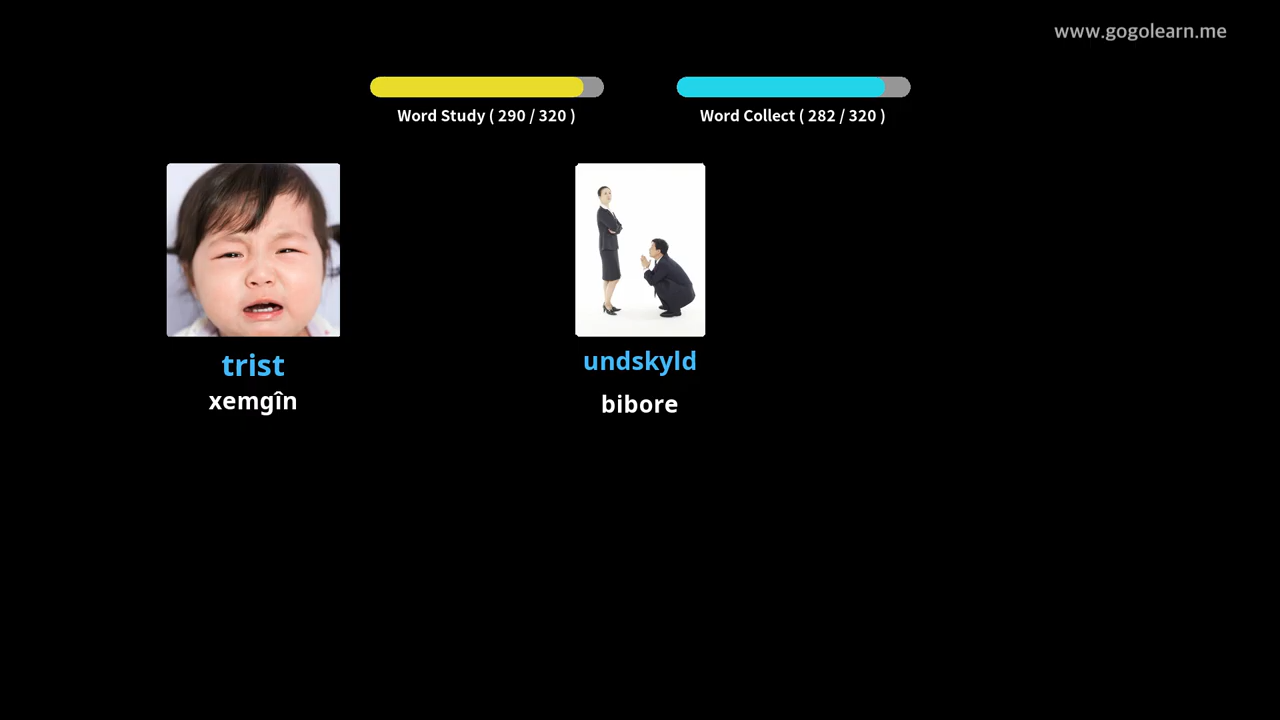 www.gogolearn.me
Word Study ( 290 / 320 )
Word Collect ( 282 / 320 )
trist
xemgîn
undskyld
bibore